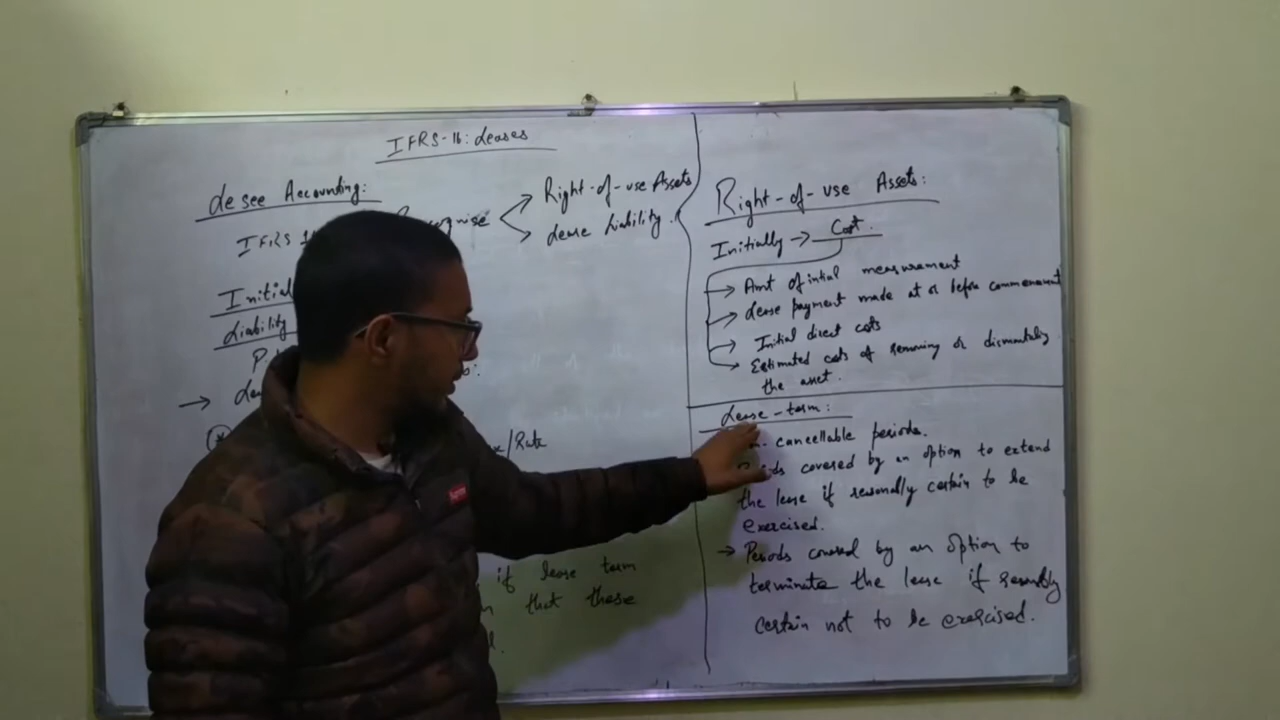 IFRS-16: Leases
Lesee Accounting:
IFRS
Recognise
Right-of-use Assets
Lease Liability.
Initial
Liability
/Rate
if lease term
that these
Right-of-use Assets:
Initially → Cost.
→ Amt of intial measurement
→ Lease payment made at or before commencement
→ Initial direct costs
→ Estimated costs of removing or dismantaling
the asset.
Lease-term:
cancellable periods.
covered by an option to extend
the lease if resonally certain to be
exercised.
→ Periods covered by an option to
terminate the lease if
certain not to be exercised.